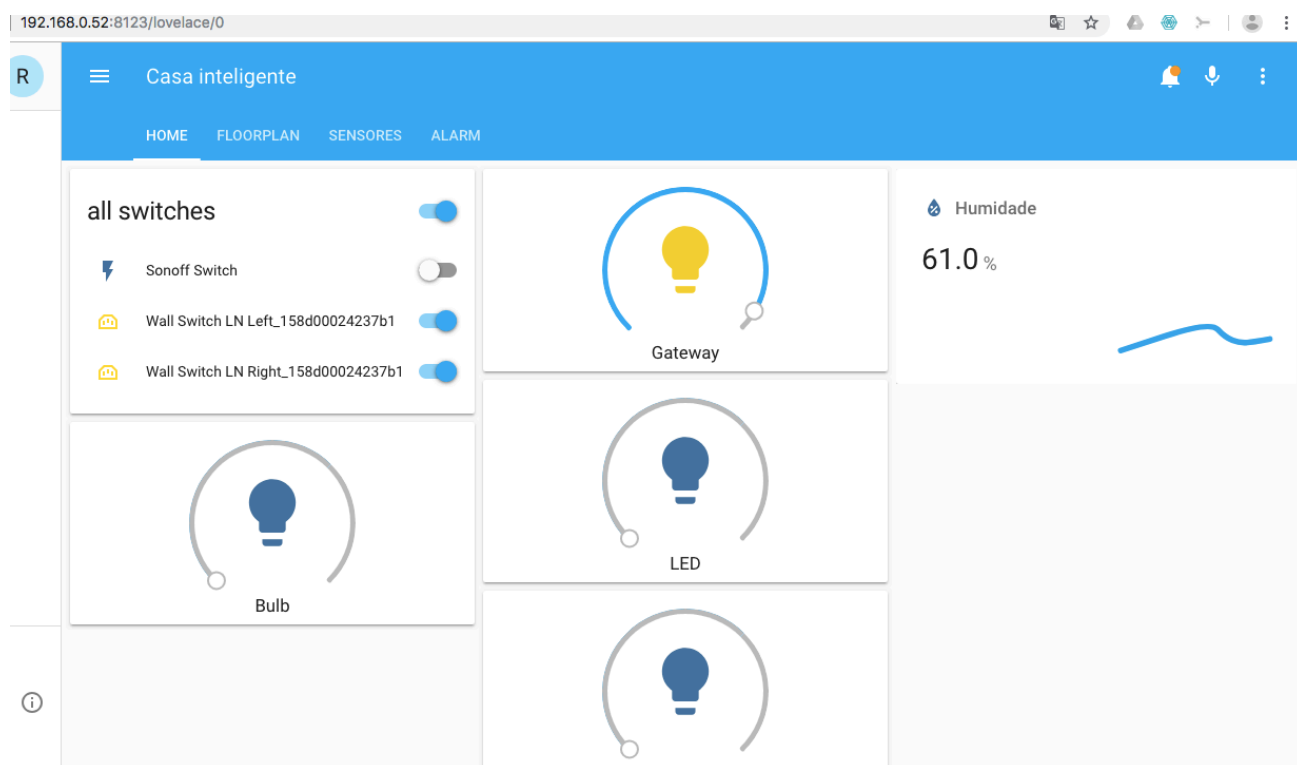 192.168.0.52:8123/lovelace/0
R
Casa inteligente
HOME FLOORPLAN SENSORES ALARM
all switches
Sonoff Switch
Wall Switch LN Left_158d00024237b1
Wall Switch LN Right_158d00024237b1
Bulb
Gateway
LED
Humidade
61.0 %